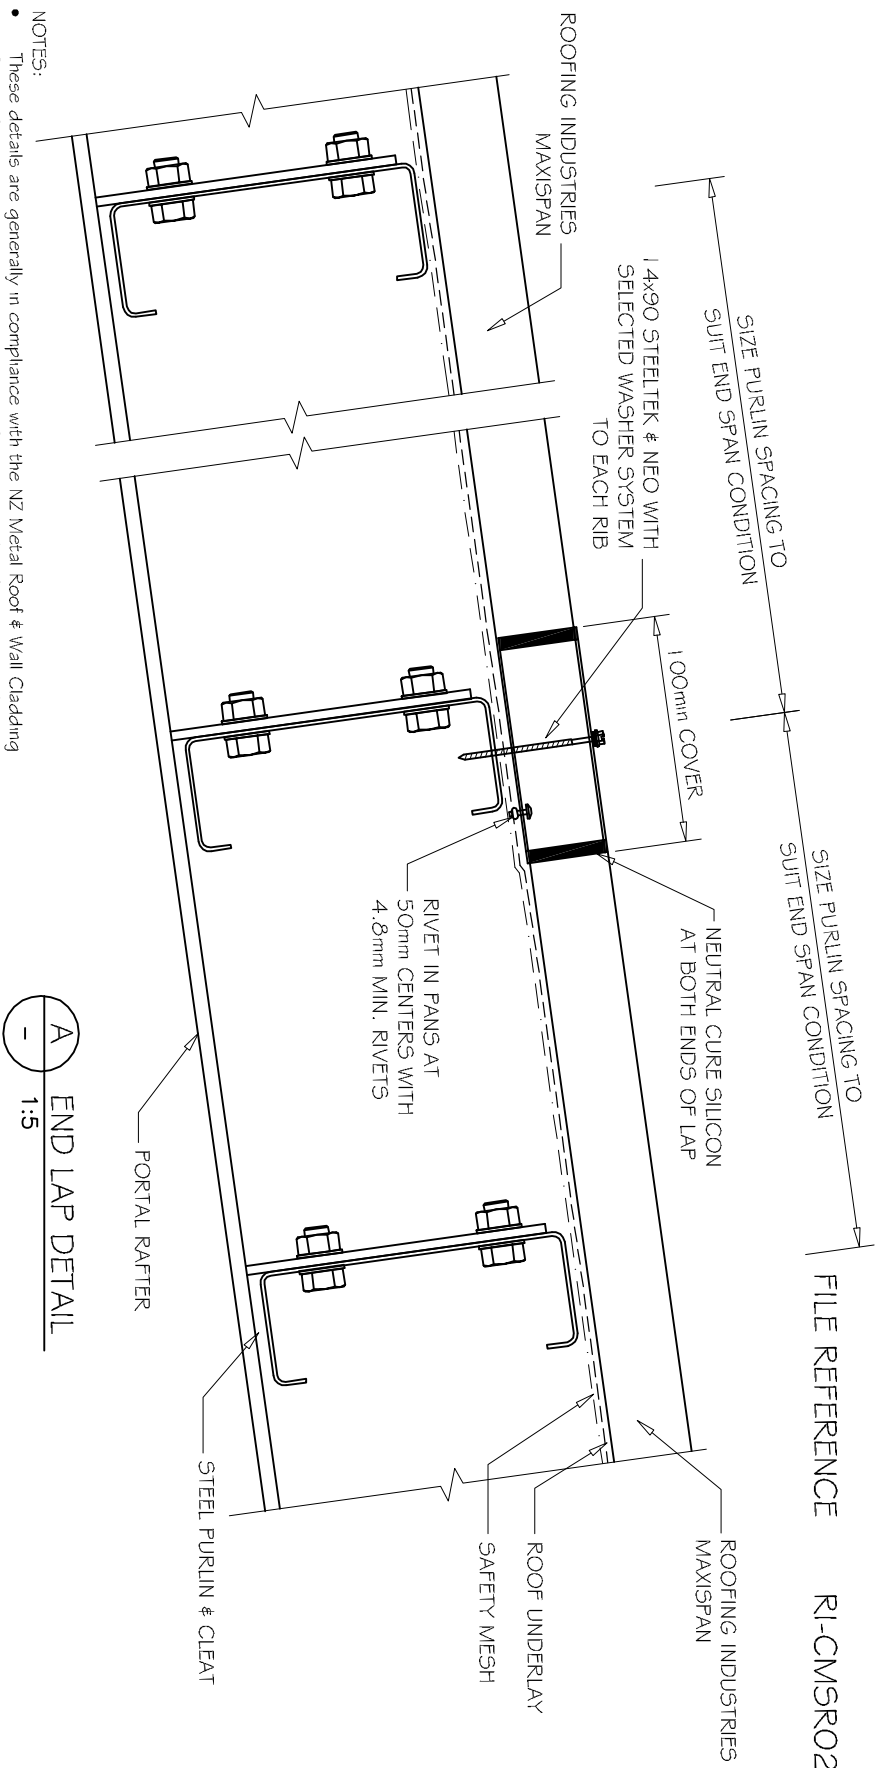 FILE REFERENCE RI-CMSR02
SIZE PURLIN SPACING TO
SUIT END SPAN CONDITION
SIZE PURLIN SPACING TO
SUIT END SPAN CONDITION
ROOFING INDUSTRIES
MAXISPAN
14x90 STEELTEK & NEO WITH
SELECTED WASHER SYSTEM
TO EACH RIB
100min COVER
NEUTRAL CURE SILICON
AT BOTH ENDS OF LAP
ROOFING INDUSTRIES
MAXISPAN
ROOF UNDERLAY
SAFETY MESH
RIVET IN PANS AT
50mm CENTERS WITH
4.8mm MIN. RIVETS
STEEL PURLIN & CLEAT
PORTAL RAFTER
A
-
END LAP DETAIL
1:5
NOTES:
• These details are generally in compliance with the NZ Metal Roof & Wall Cladding